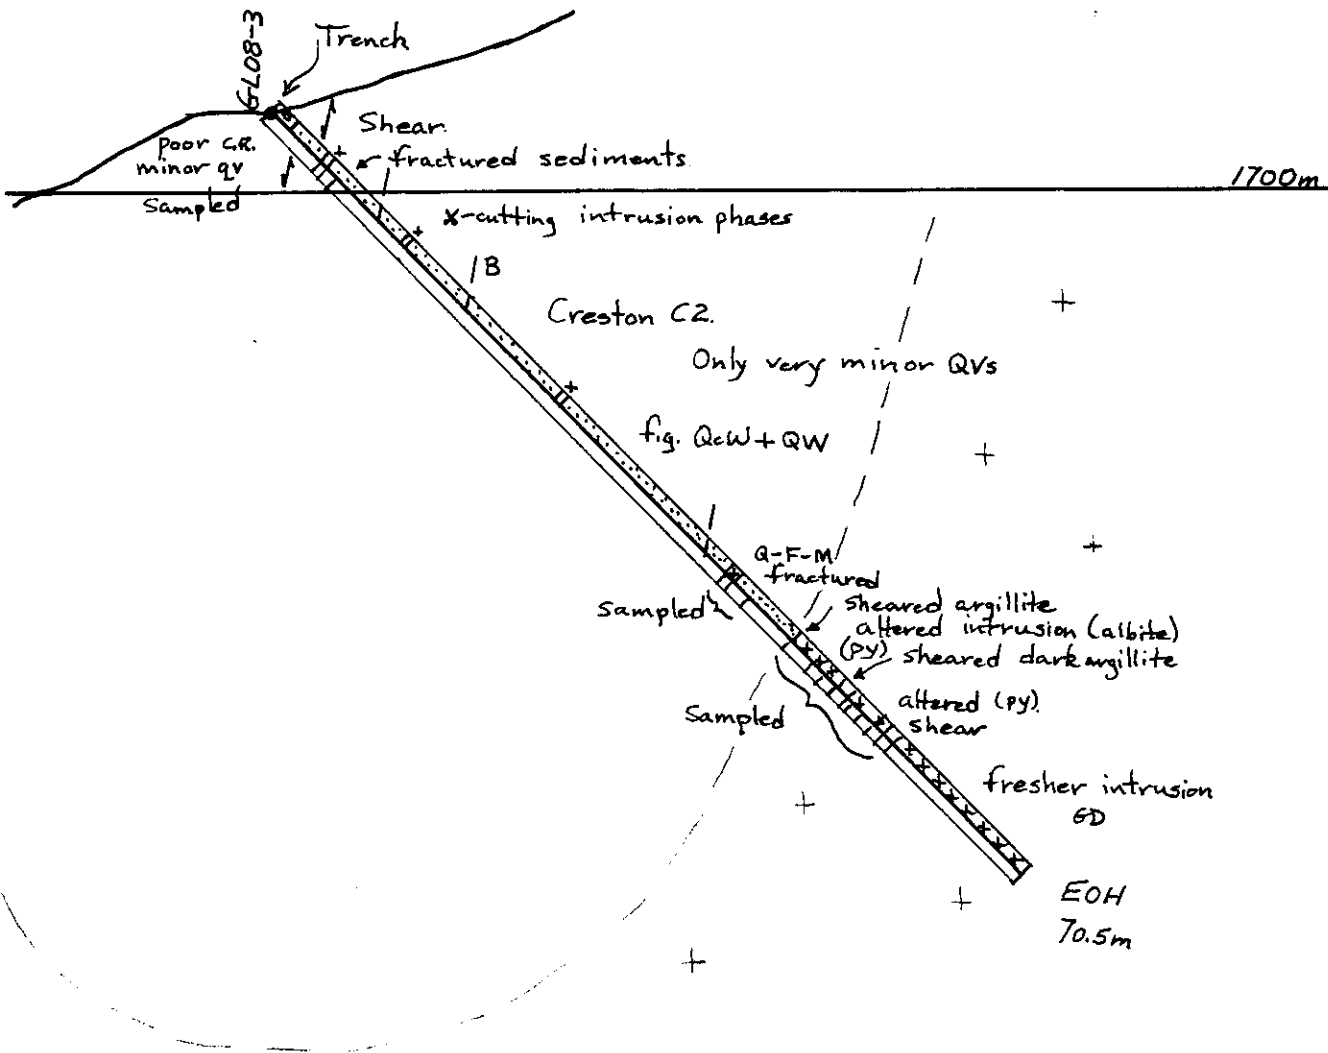 GL08-3
Trench
Shear.
poor C.R.
minor qv
fractured sediments
1700m
Sampled
X-cutting intrusion phases
B
Creston C2.
Only very minor QVs
f.g. QcW + QW
Q-F-M
fractured
Sampled
sheared argillite
altered intrusion (albite)
(py) sheared dark argillite
altered (py)
shear
Sampled
fresher intrusion
GD
EOH
70.5m